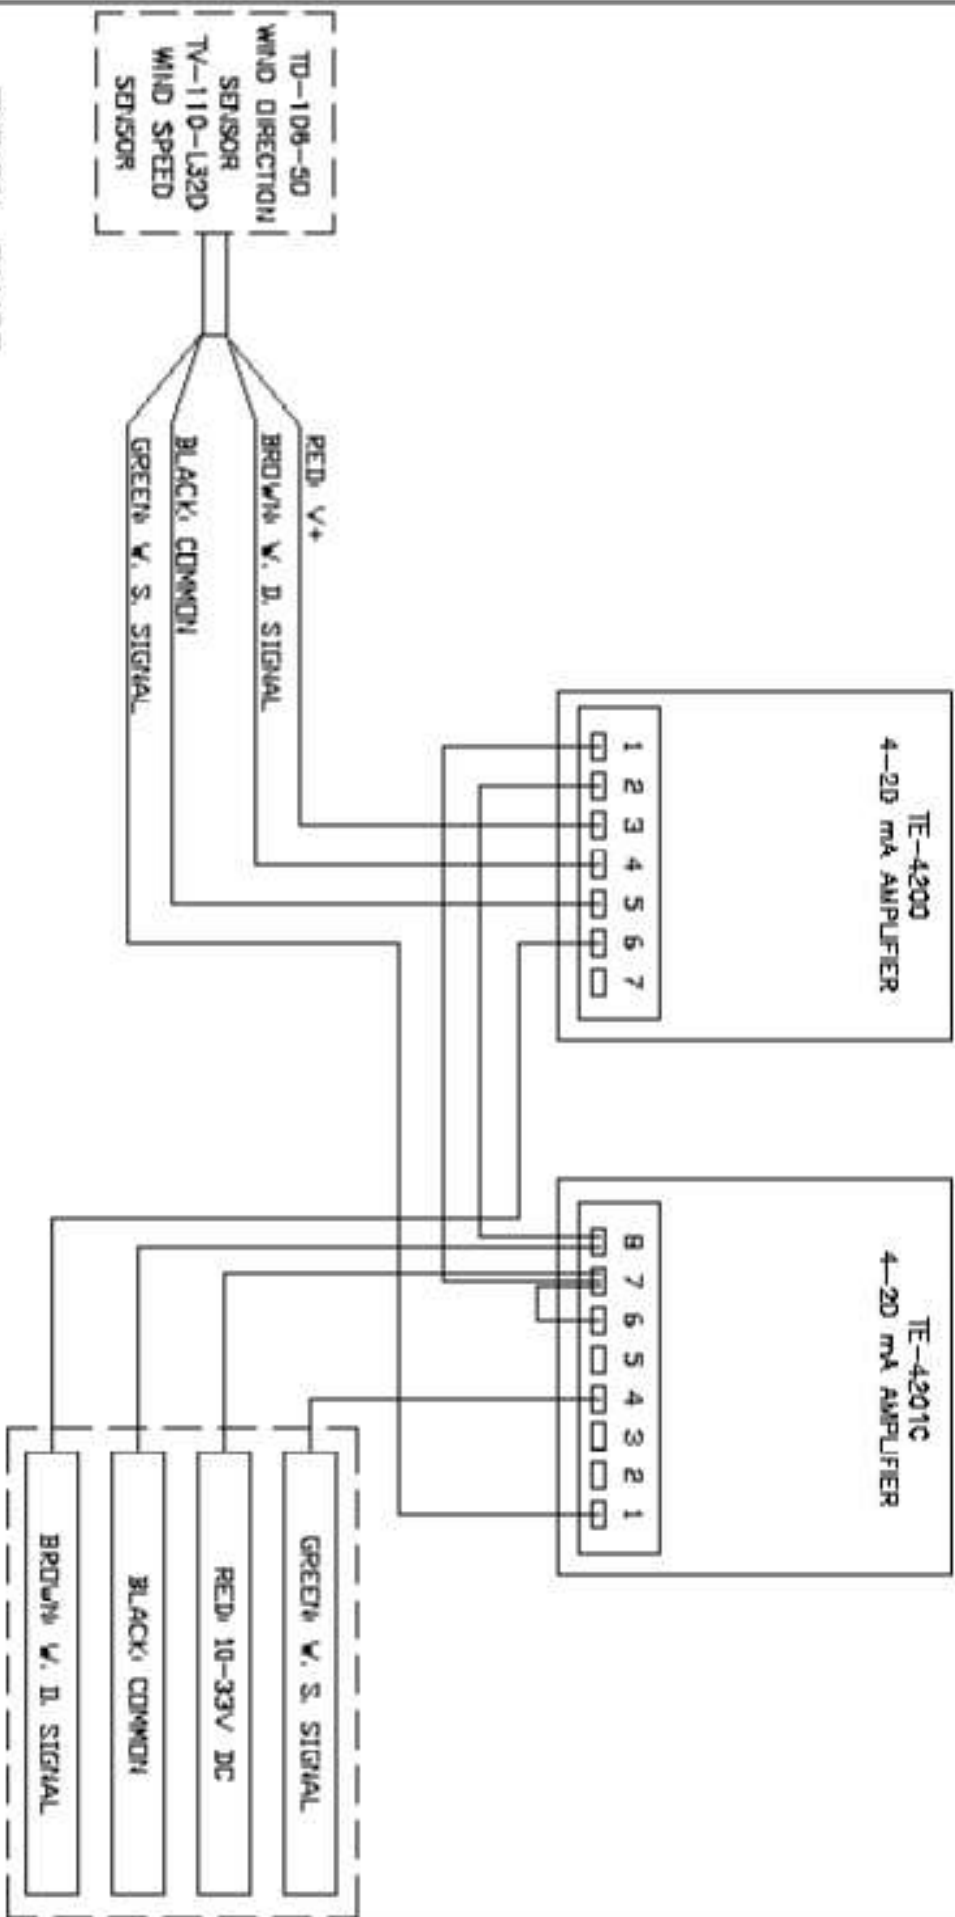 TE-4200
4-20 mA AMPLIFIER
1 2 3 4 5 6 7
TE-4201C
4-20 mA AMPLIFIER
8 7 6 5 4 3 2 1
TD-106-5D
WIND DIRECTION
SENSOR
TV-110-L320
WIND SPEED
SENSOR
RED: V+
BROWN: W. D. SIGNAL
BLACK: COMMON
GREEN: W. S. SIGNAL
GREEN: W. S. SIGNAL
RED: 10-33V DC
BLACK: COMMON
BROWN: W. D. SIGNAL